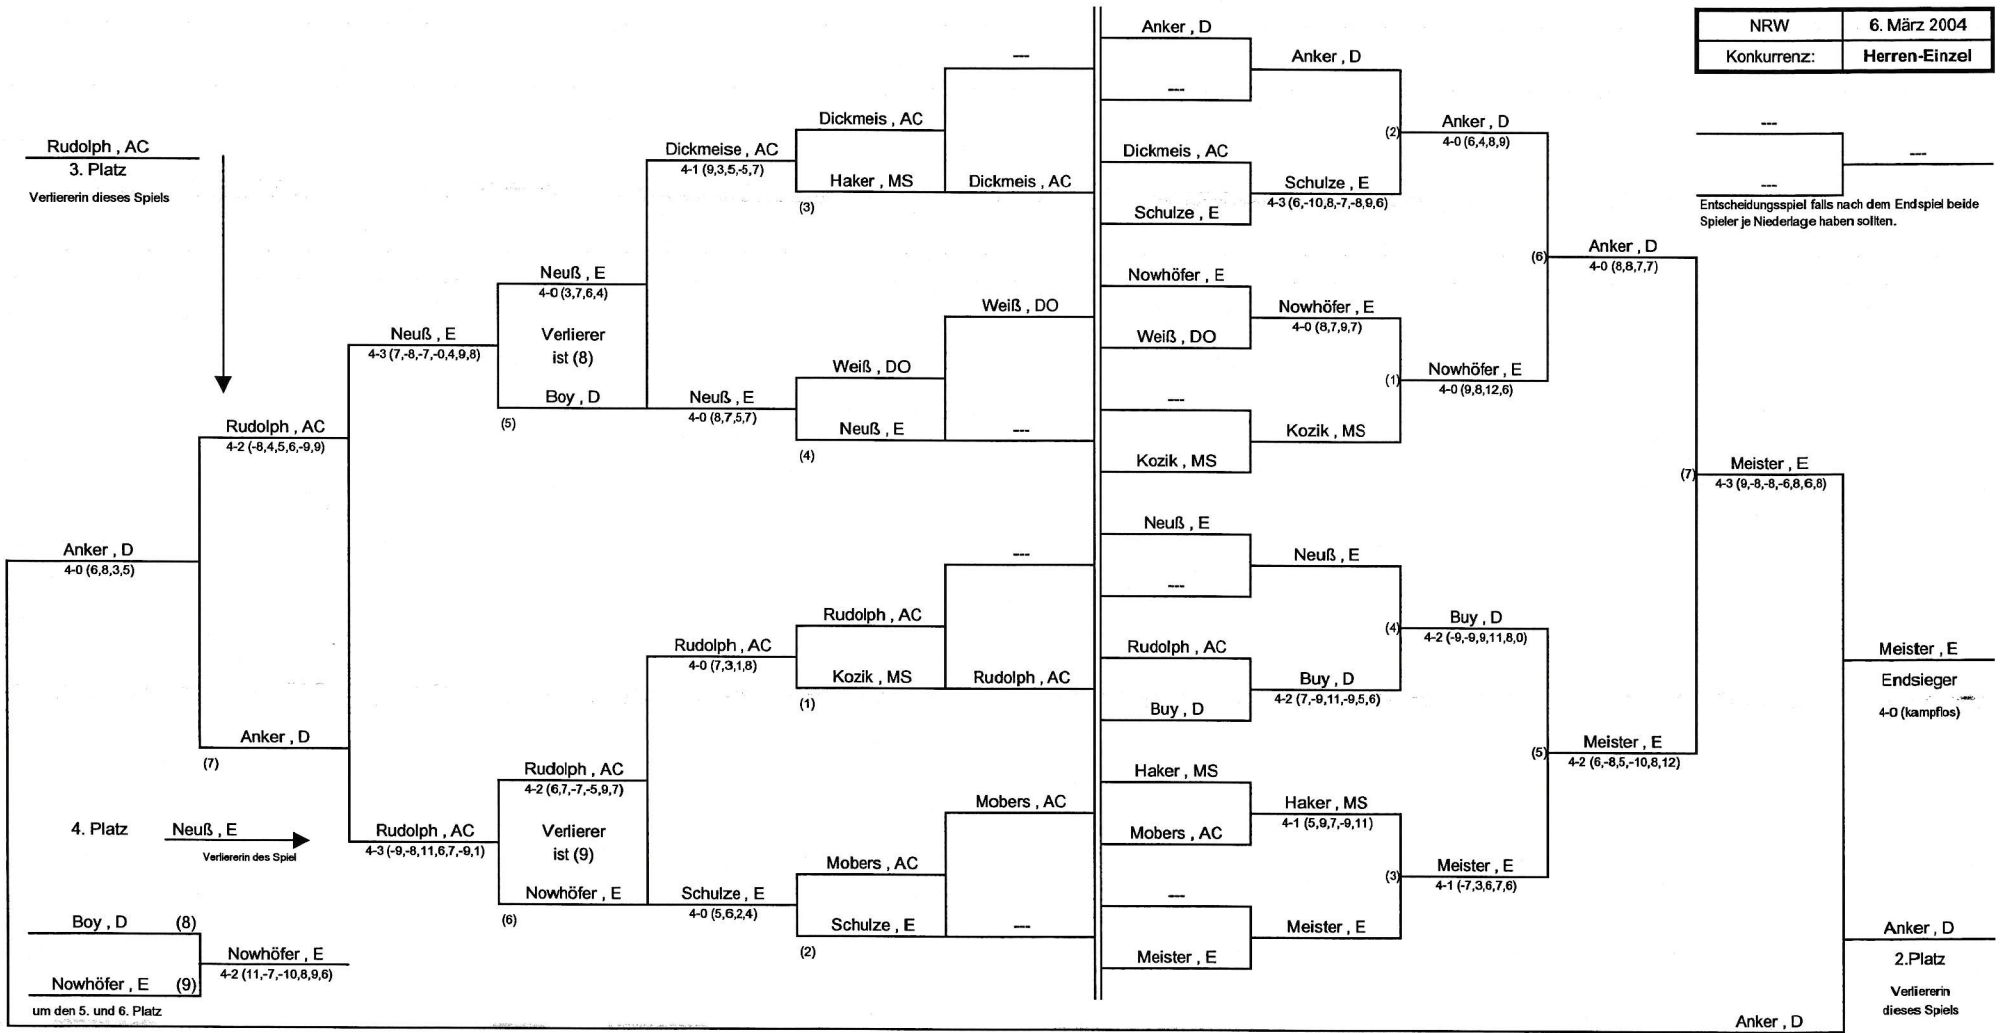 NRW 6. März 2004
Konkurrenz: Herren-Einzel
---
---
---
Entscheidungsspiel falls nach dem Endspiel beide
Spieler je Niederlage haben sollten.
Rudolph , AC
3. Platz
Verliererin dieses Spiels
Anker , D
4-0 (6,8,3,5)
Rudolph , AC
4-2 (-8,4,5,6,-9,9)
Anker , D
(7)
4. Platz
Neuß , E
Verliererin des Spiel
Boy , D (8)
Nowhöfer , E
4-2 (11,-7,-10,8,9,6)
Nowhöfer , E (9)
um den 5. und 6. Platz
Neuß , E
4-3 (7,-8,-7,-0,4,9,8)
Rudolph , AC
4-3 (-9,-8,11,6,7,-9,1)
Neuß , E
4-0 (3,7,6,4)
Verlierer
ist (8)
Boy , D
(5)
Rudolph , AC
4-2 (6,7,-7,-5,9,7)
Verlierer
ist (9)
Nowhöfer , E
(6)
Dickmeise , AC
4-1 (9,3,5,-5,7)
Neuß , E
4-0 (8,7,5,7)
Rudolph , AC
4-0 (7,3,1,8)
Schulze , E
4-0 (5,6,2,4)
Dickmeis , AC
Haker , MS
(3)
Weiß , DO
Neuß , E
(4)
Rudolph , AC
Kozik , MS
(1)
Mobers , AC
Schulze , E
(2)
---
Dickmeis , AC
Weiß , DO
---
---
Rudolph , AC
Mobers , AC
---
Anker , D
---
Dickmeis , AC
Schulze , E
Nowhöfer , E
Weiß , DO
---
Kozik , MS
Neuß , E
---
Rudolph , AC
Buy , D
Haker , MS
Mobers , AC
---
Meister , E
Anker , D
Schulze , E
4-3 (6,-10,8,-7,-8,9,6)
Nowhöfer , E
4-0 (8,7,9,7)
Kozik , MS
Neuß , E
Buy , D
4-2 (7,-9,11,-9,5,6)
Haker , MS
4-1 (5,9,7,-9,11)
Meister , E
(2)
Anker , D
4-0 (6,4,8,9)
(1)
Nowhöfer , E
4-0 (9,8,12,6)
(4)
Buy , D
4-2 (-9,-9,9,11,8,0)
(3)
Meister , E
4-1 (-7,3,6,7,6)
(6)
Anker , D
4-0 (8,8,7,7)
(5)
Meister , E
4-2 (6,-8,5,-10,8,12)
(7)
Meister , E
4-3 (9,-8,-8,-6,8,6,8)
Meister , E
Endsieger
4-0 (kampflos)
Anker , D
2.Platz
Verliererin
dieses Spiels
Anker , D